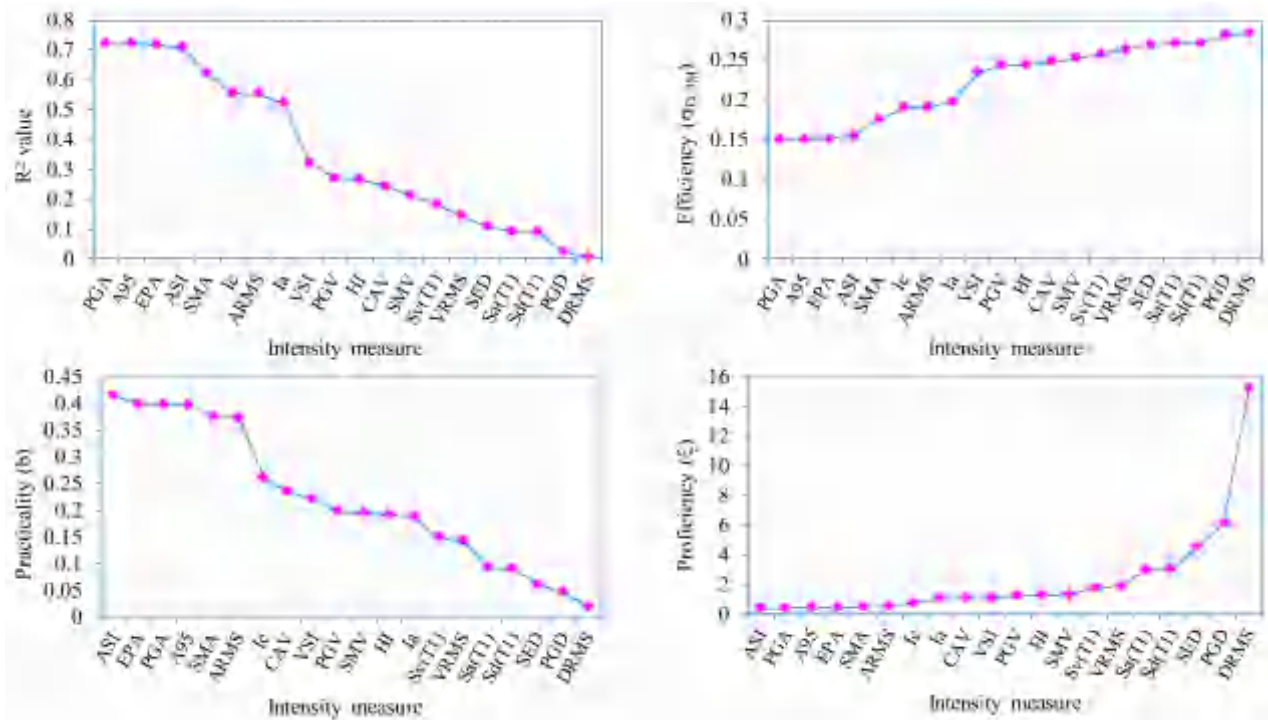 0.8
0.7
0.6
0.5
0.4
0.3
0.2
0.1
0
R² value
PGA A95 EPA ASI SMA Ic ARMS Ia VSI PGV HI CAV SMV Sv(T1) VRMS SED Sa(T1) Sd(T1) PGD DRMS
Intensity measure
0.3
0.25
0.2
0.15
0.1
0.05
0
Efficiency
PGA A95 EPA ASI SMA Ic ARMS Ia VSI PGV HI CAV SMV Sv(T1) VRMS SED Sa(T1) Sd(T1) PGD DRMS
Intensity measure
0.45
0.4
0.35
0.3
0.25
0.2
0.15
0.1
0.05
0
Practicality (b)
ASI EPA PGA A95 SMA ARMS Ic CAV VSI PGV SMV HI Ia Sv(T1) VRMS Sa(T1) Sd(T1) SED PGD DRMS
Intensity measure
16
14
12
10
8
6
4
2
0
Proficiency (ξ)
ASI PGA A95 EPA SMA ARMS Ic Ia CAV VSI PGV HI SMV Sv(T1) VRMS Sa(T1) Sd(T1) SED PGD DRMS
Intensity measure